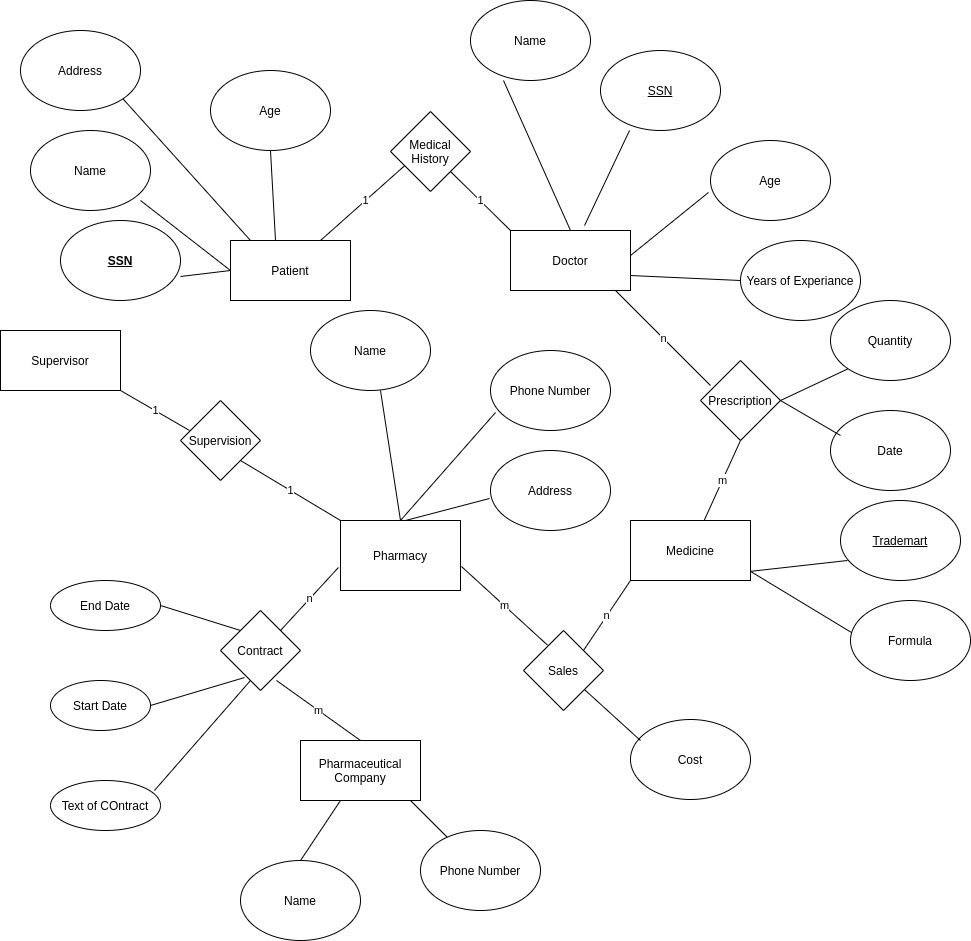 Name
Address
SSN
Age
Medical
History
Name
Age
1
1
SSN
Patient
Doctor
Years of Experiance
Supervisor
Name
n
Quantity
Phone Number
Prescription
1
Supervision
Date
m
1
Address
Pharmacy
Medicine
Trademart
End Date
n
m
n
Formula
Contract
Sales
Start Date
m
Cost
Pharmaceutical
Company
Text of COntract
Phone Number
Name